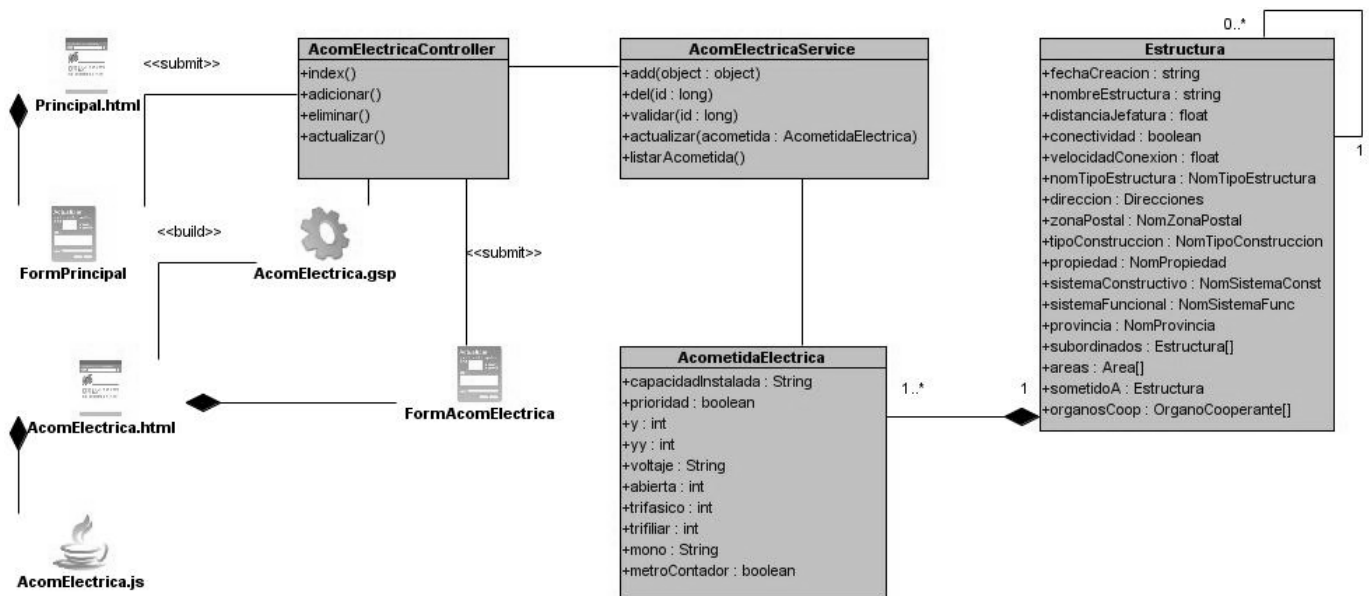 Principal.html
<<submit>>
FormPrincipal
<<build>>
AcomElectrica.gsp
<<submit>>
AcomElectrica.html
FormAcomElectrica
AcomElectrica.js
AcomElectricaController
+index()
+adicionar()
+eliminar()
+actualizar()
AcomElectricaService
+add(object : object)
+del(id : long)
+validar(id : long)
+actualizar(acometida : AcometidaElectrica)
+listarAcometida()
AcometidaElectrica
+capacidadInstalada : String
+prioridad : boolean
+y : int
+yy : int
+voltaje : String
+abierta : int
+trifasico : int
+trifiliar : int
+mono : String
+metroContador : boolean
1..*
1
0..*
1
Estructura
+fechaCreacion : string
+nombreEstructura : string
+distanciaJefatura : float
+conectividad : boolean
+velocidadConexion : float
+nomTipoEstructura : NomTipoEstructura
+direccion : Direcciones
+zonaPostal : NomZonaPostal
+tipoConstruccion : NomTipoConstruccion
+propiedad : NomPropiedad
+sistemaConstructivo : NomSistemaConst
+sistemaFuncional : NomSistemaFunc
+provincia : NomProvincia
+subordinados : Estructura[]
+areas : Area[]
+sometidoA : Estructura
+organosCoop : OrganoCooperante[]